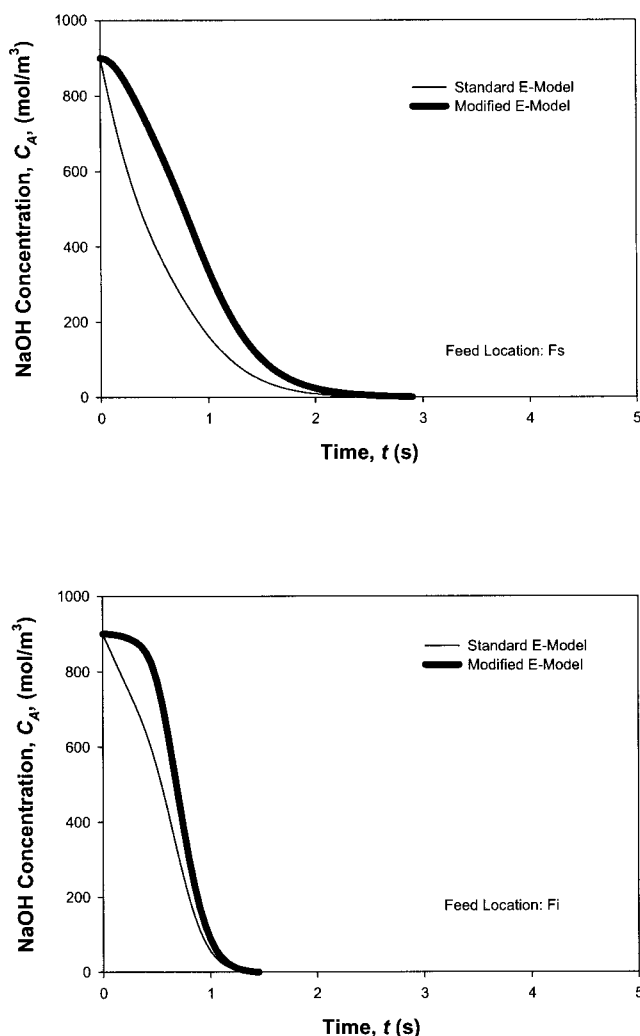 1000
800
600
400
200
0
NaOH Concentration, C_A, (mol/m³)
Standard E-Model
Modified E-Model
Feed Location: Fs
0 1 2 3 4 5
Time, t (s)
1000
800
600
400
200
0
NaOH Concentration, C_A, (mol/m³)
Standard E-Model
Modified E-Model
Feed Location: Fi
0 1 2 3 4 5
Time, t (s)